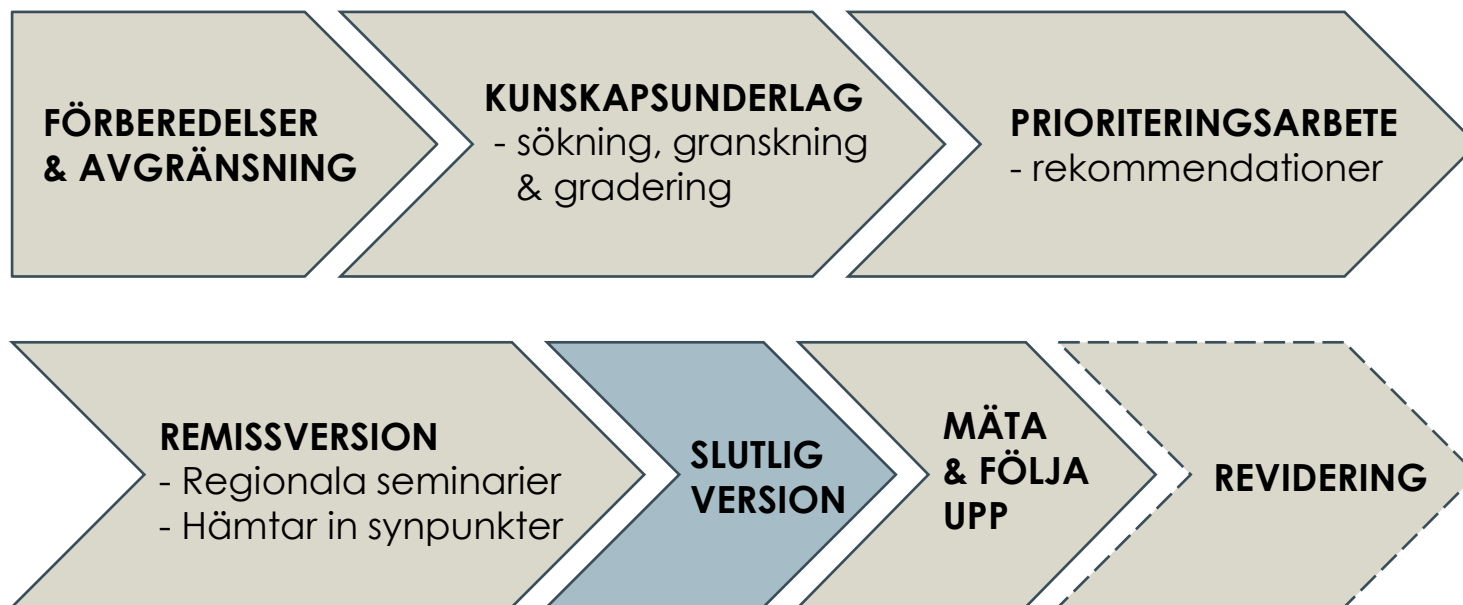 FÖRBEREDELSER
& AVGRÄNSNING
KUNSKAPSUNDERLAG
- sökning, granskning
& gradering
PRIORITERINGSARBETE
- rekommendationer
REMISSVERSION
- Regionala seminarier
- Hämtar in synpunkter
SLUTLIG
VERSION
MÄTA
& FÖLJA
UPP
REVIDERING